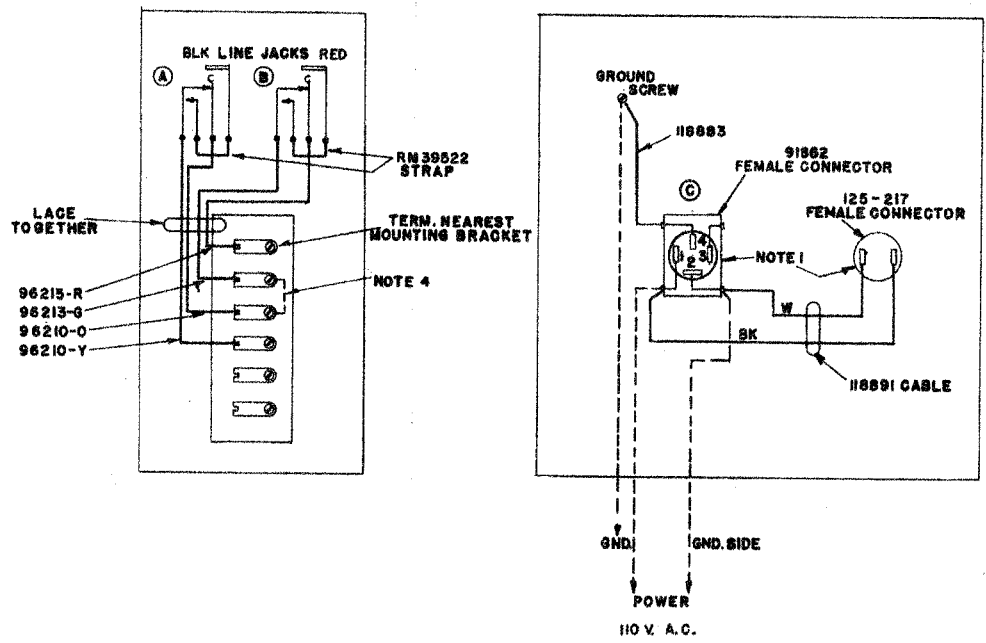 BLK LINE JACKS RED
A
B
C
C
RM39522
STRAP
LACE
TOGETHER
TERM. NEAREST
MOUNTING BRACKET
NOTE 4
96215-R
96213-G
96210-O
96210-Y
GROUND
SCREW
118883
91862
FEMALE CONNECTOR
C
125-217
FEMALE CONNECTOR
4
1
3
2
NOTE 1
W
BK
118891 CABLE
GND.
GND. SIDE
POWER
110 V. A.C.